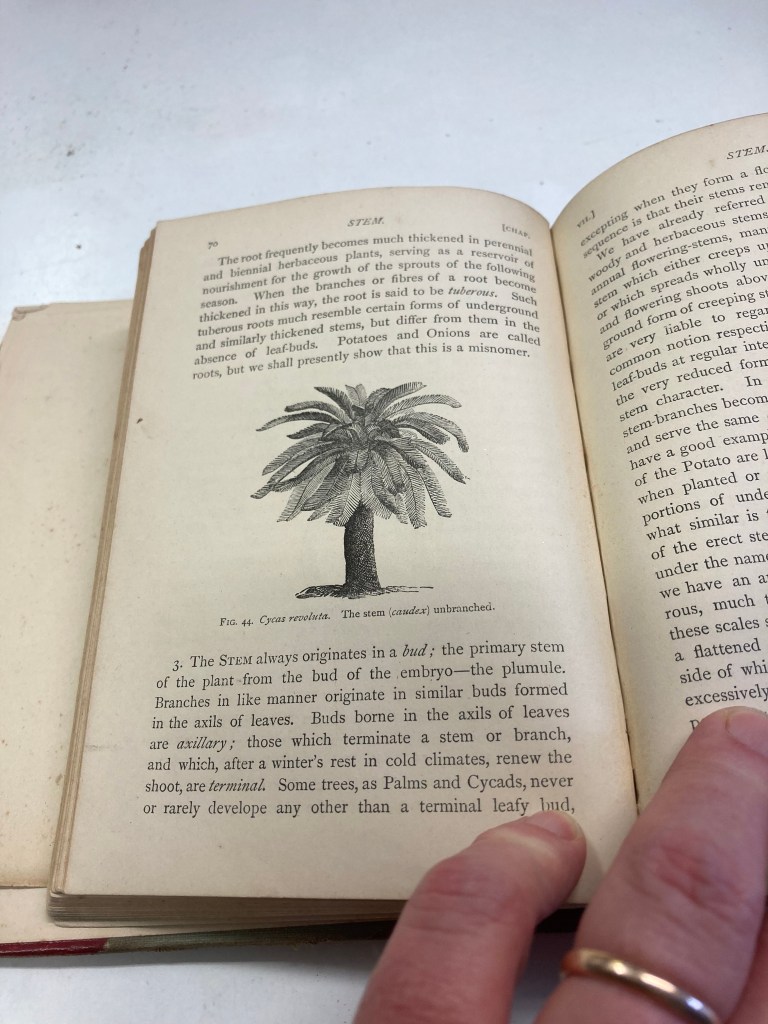 70
STEM.
[CHAP.
The root frequently becomes much thickened in perennial
and biennial herbaceous plants, serving as a reservoir of
nourishment for the growth of the sprouts of the following
season. When the branches or fibres of a root become
thickened in this way, the root is said to be tuberous. Such
tuberous roots much resemble certain forms of underground
and similarly thickened stems, but differ from them in the
absence of leaf-buds. Potatoes and Onions are called
roots, but we shall presently show that this is a misnomer.
FIG. 44. Cycas revoluta. The stem (caudex) unbranched.
3. The STEM always originates in a bud; the primary stem
of the plant from the bud of the embryo—the plumule.
Branches in like manner originate in similar buds formed
in the axils of leaves. Buds borne in the axils of leaves
are axillary; those which terminate a stem or branch,
and which, after a winter's rest in cold climates, renew the
shoot, are terminal. Some trees, as Palms and Cycads, never
or rarely develope any other than a terminal leafy bud,
VII.]
STEM.
excepting when they form a
sequence is that their stems
We have already referred
woody and herbaceous stems
annual flowering-stems,
stem which either creeps
or which spreads wholly
and flowering shoots
ground form of creeping
are very liable to
common notion
leaf-buds at regular
the very reduced
stem character. In
stem-branches
and serve the same
have a good
of the Potato are
when planted or
portions of
what similar is
of the erect
under the
we have an
rous, much
these scales
a flattened
side of
excessively